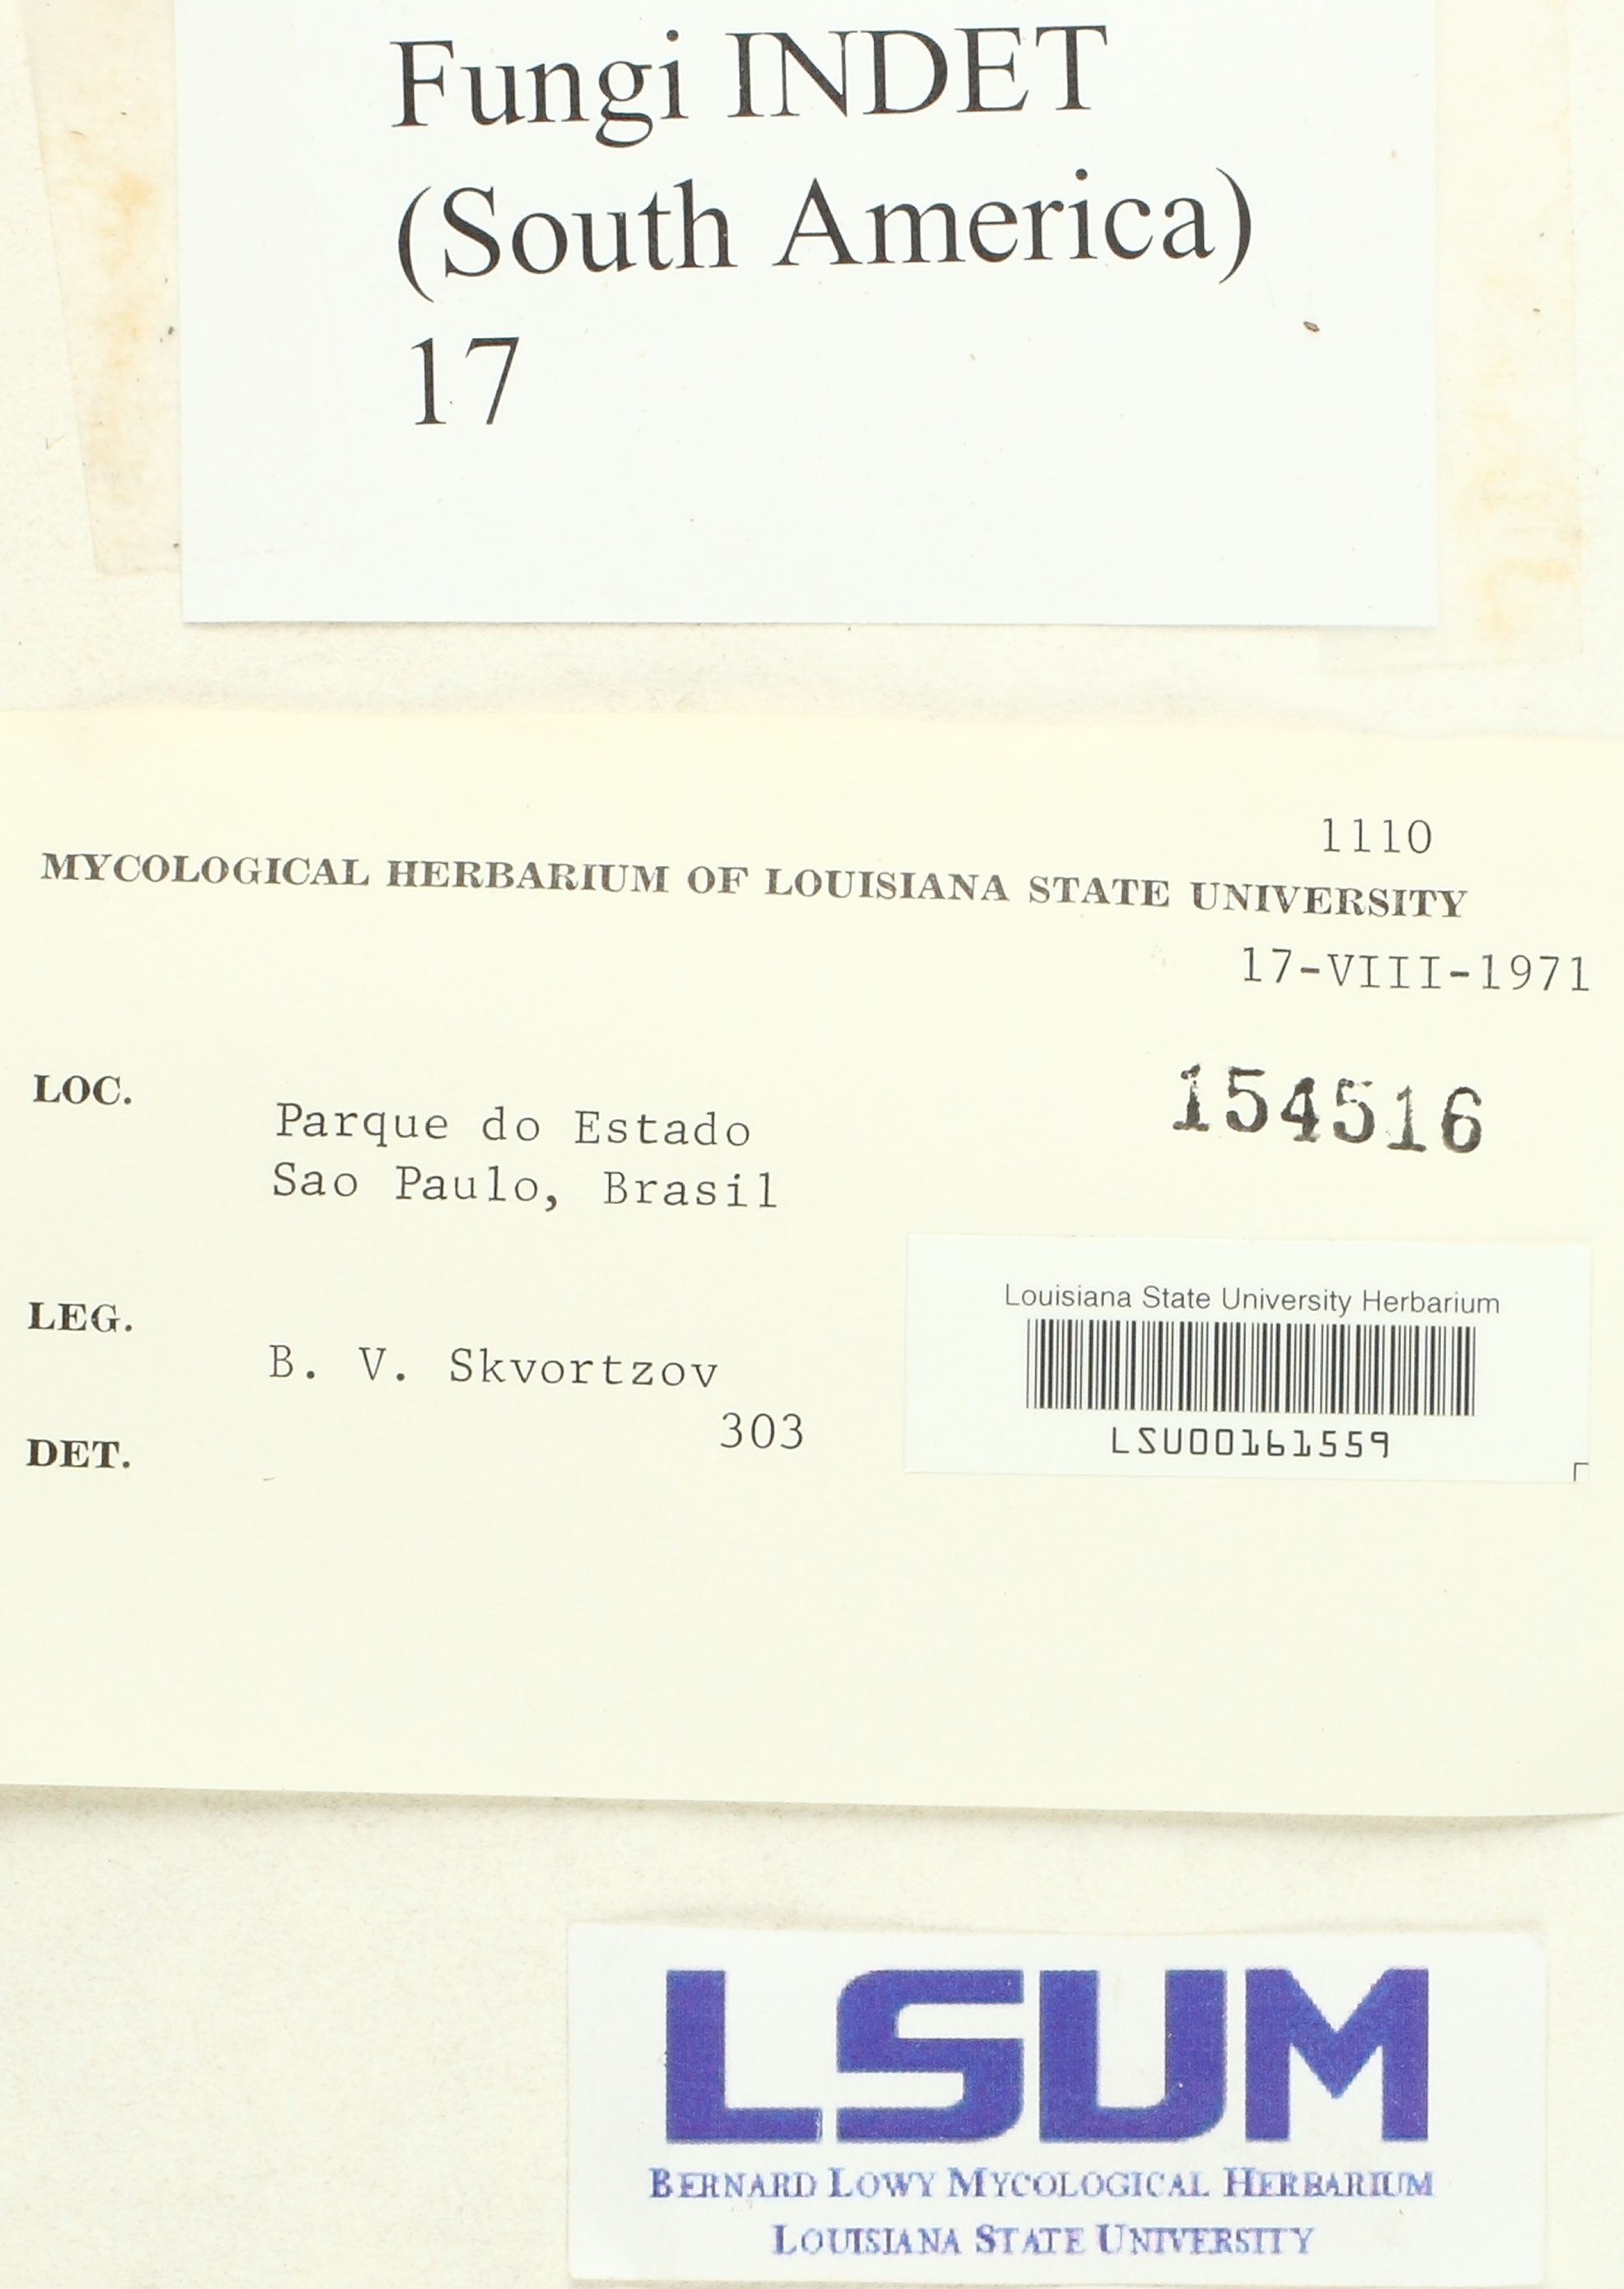 Fungi INDET
(South America)
17
1110
MYCOLOGICAL HERBARIUM OF LOUISIANA STATE UNIVERSITY
17-VIII-1971
LOC.
154516
Parque do Estado
Sao Paulo, Brasil
Louisiana State University Herbarium
LEG.
B. V. Skvortzov
303
LSU00161559
DET.
LSUM
BERNARD LOWY MYCOLOGICAL HERBARIUM
LOUISIANA STATE UNIVERSITY